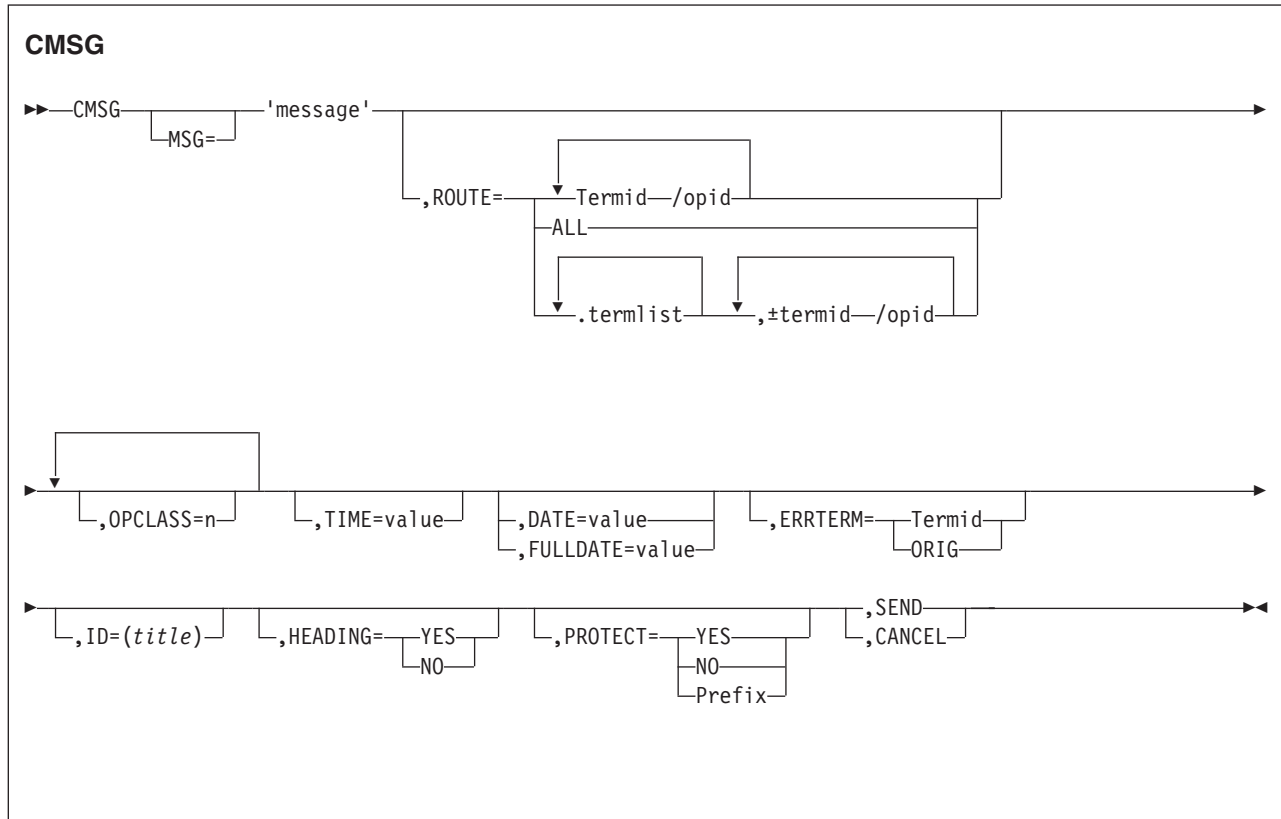 CMSG
CMSG 'message'
MSG=
,ROUTE= Termid /opid
ALL
.termlist ,±termid /opid
,OPCLASS=n ,TIME=value ,DATE=value ,ERRTERM= Termid
,FULLDATE=value ORIG
,SEND
,ID=(title) ,HEADING= YES ,PROTECT= YES ,CANCEL
NO NO
Prefix